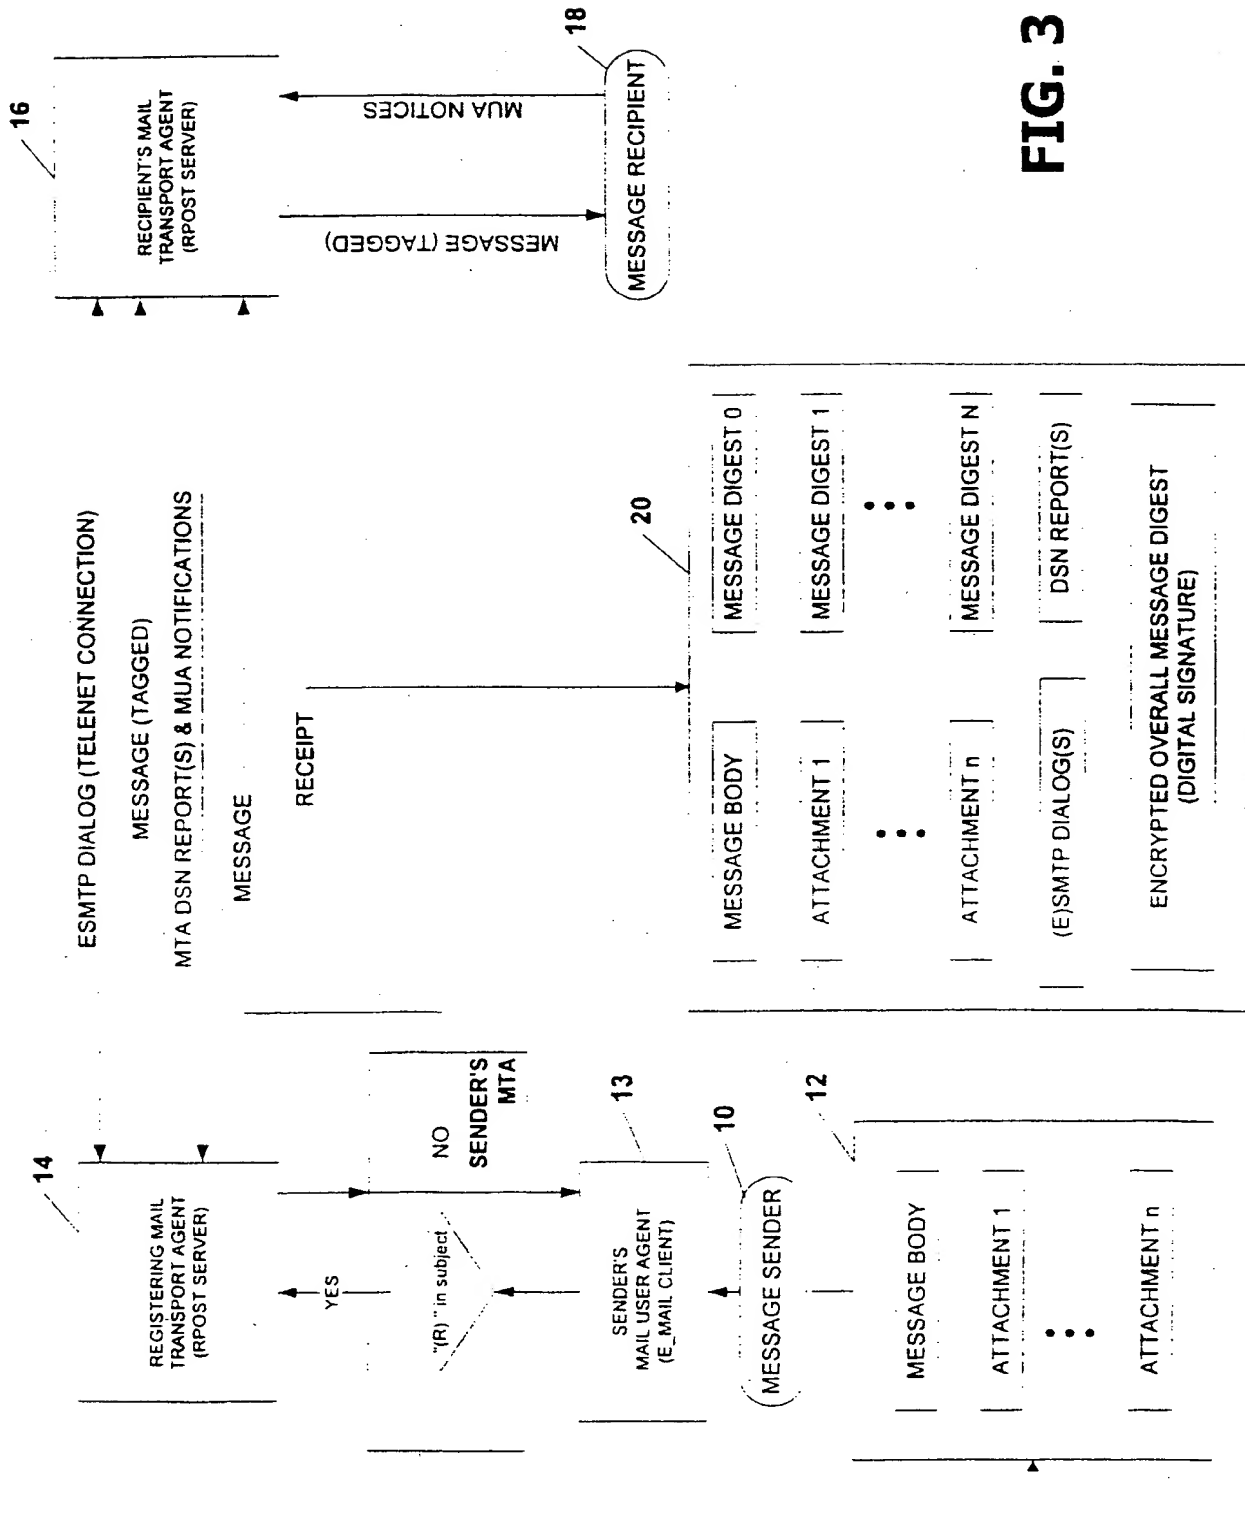 14
REGISTERING MAIL
TRANSPORT AGENT
(RPOST SERVER)
YES
"(R) " in subject
NO
SENDER'S
MTA
13
SENDER'S
MAIL USER AGENT
(E_MAIL CLIENT)
10
MESSAGE SENDER
12
MESSAGE BODY
ATTACHMENT 1
•••
ATTACHMENT n
ESMTP DIALOG (TELENET CONNECTION)
MESSAGE (TAGGED)
MTA DSN REPORT(S) & MUA NOTIFICATIONS
MESSAGE
RECEIPT
20
MESSAGE BODY
MESSAGE DIGEST 0
ATTACHMENT 1
MESSAGE DIGEST 1
•••
•••
ATTACHMENT n
MESSAGE DIGEST N
(E)SMTP DIALOG(S)
DSN REPORT(S)
ENCRYPTED OVERALL MESSAGE DIGEST
(DIGITAL SIGNATURE)
16
RECIPIENT'S MAIL
TRANSPORT AGENT
(RPOST SERVER)
MESSAGE (TAGGED)
MUA NOTICES
18
MESSAGE RECIPIENT
FIG. 3